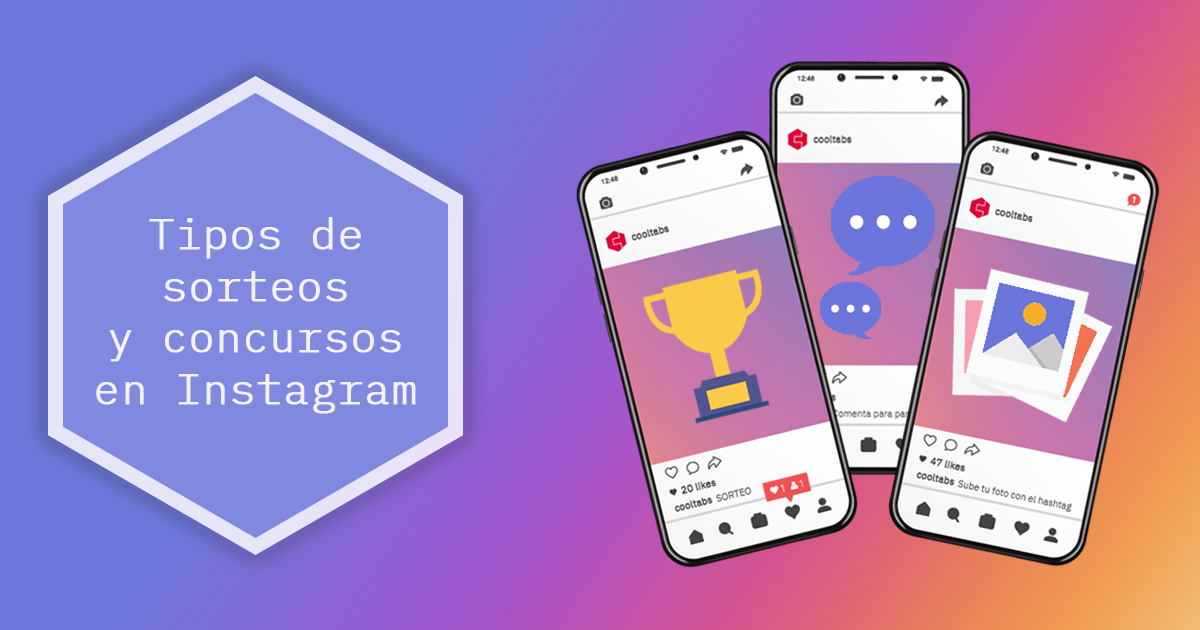 Tipos de
sorteos
y concursos
en Instagram
12:48
cooltabs
20 likes
cooltabs SORTEO
1 1
12:48
cooltabs
Comenta para
12:48
1
cooltabs
47 likes
cooltabs Sube tu foto con el hashtag